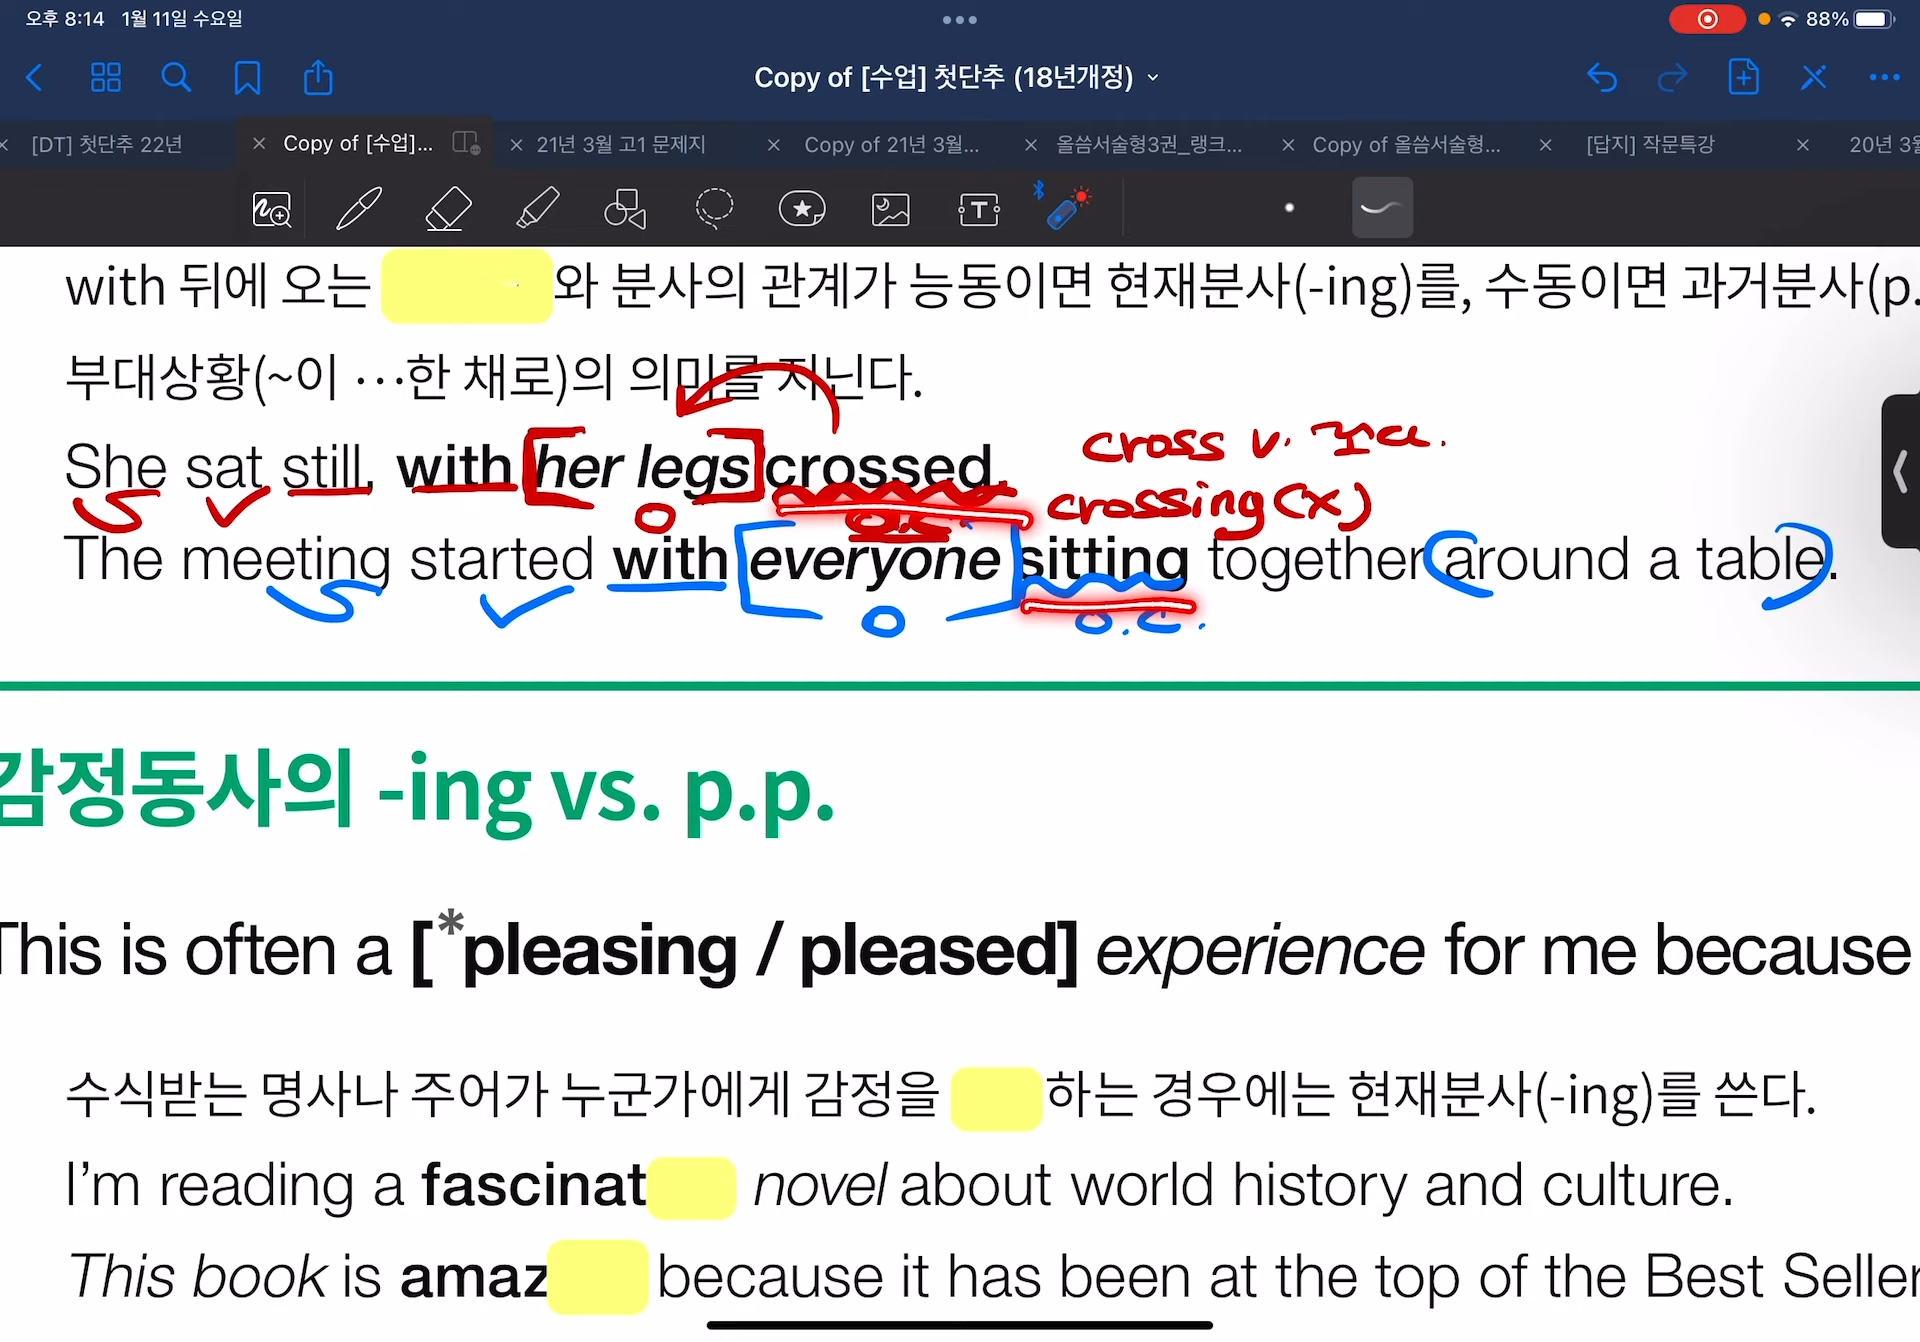 오후 8:14 1월 11일 수요일
88%
Copy of [수업] 첫단추 (18년개정)
[DT] 첫단추 22년
Copy of [수업]...
21년 3월 고1 문제지
Copy of 21년 3월...
올씀서술형3권_랭크...
Copy of 올씀서술형...
[답지] 작문특강
20년 3월
with 뒤에 오는 와 분사의 관계가 능동이면 현재분사(-ing)를, 수동이면 과거분사(p.
부대상황(~이 …한 채로)의 의미를 지닌다.
cross v. 꼬다.
She sat still, with her legs crossed.
crossing(x)
S O O.C
The meeting started with everyone sitting together around a table.
S O O.C.
감정동사의 -ing vs. p.p.
This is often a [*pleasing / pleased] experience for me because
수식받는 명사나 주어가 누군가에게 감정을 하는 경우에는 현재분사(-ing)를 쓴다.
I'm reading a fascinat novel about world history and culture.
This book is amaz because it has been at the top of the Best Seller